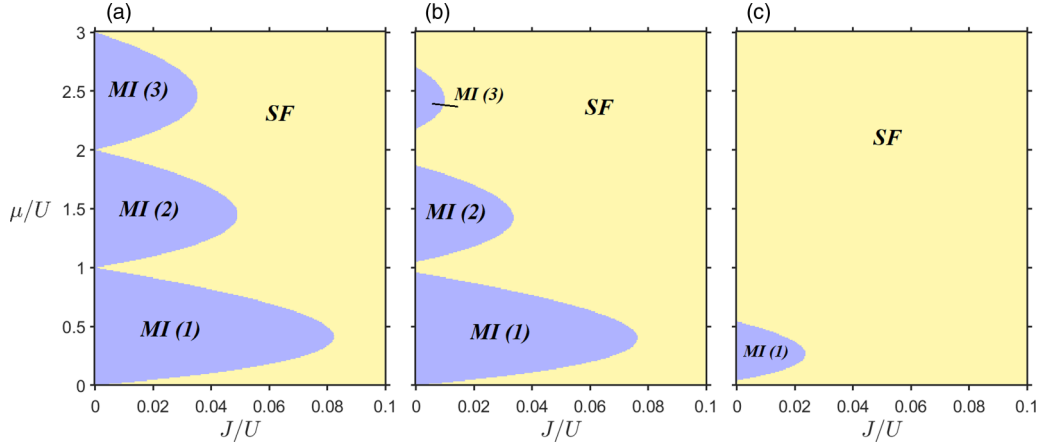 (a) (b) (c)
3
2.5
2
1.5
1
0.5
0
μ/U
MI (3)
MI (2)
MI (1)
SF
0 0.02 0.04 0.06 0.08 0.1
J/U
MI (3)
MI (2)
MI (1)
SF
0 0.02 0.04 0.06 0.08 0.1
J/U
SF
MI (1)
0 0.02 0.04 0.06 0.08 0.1
J/U